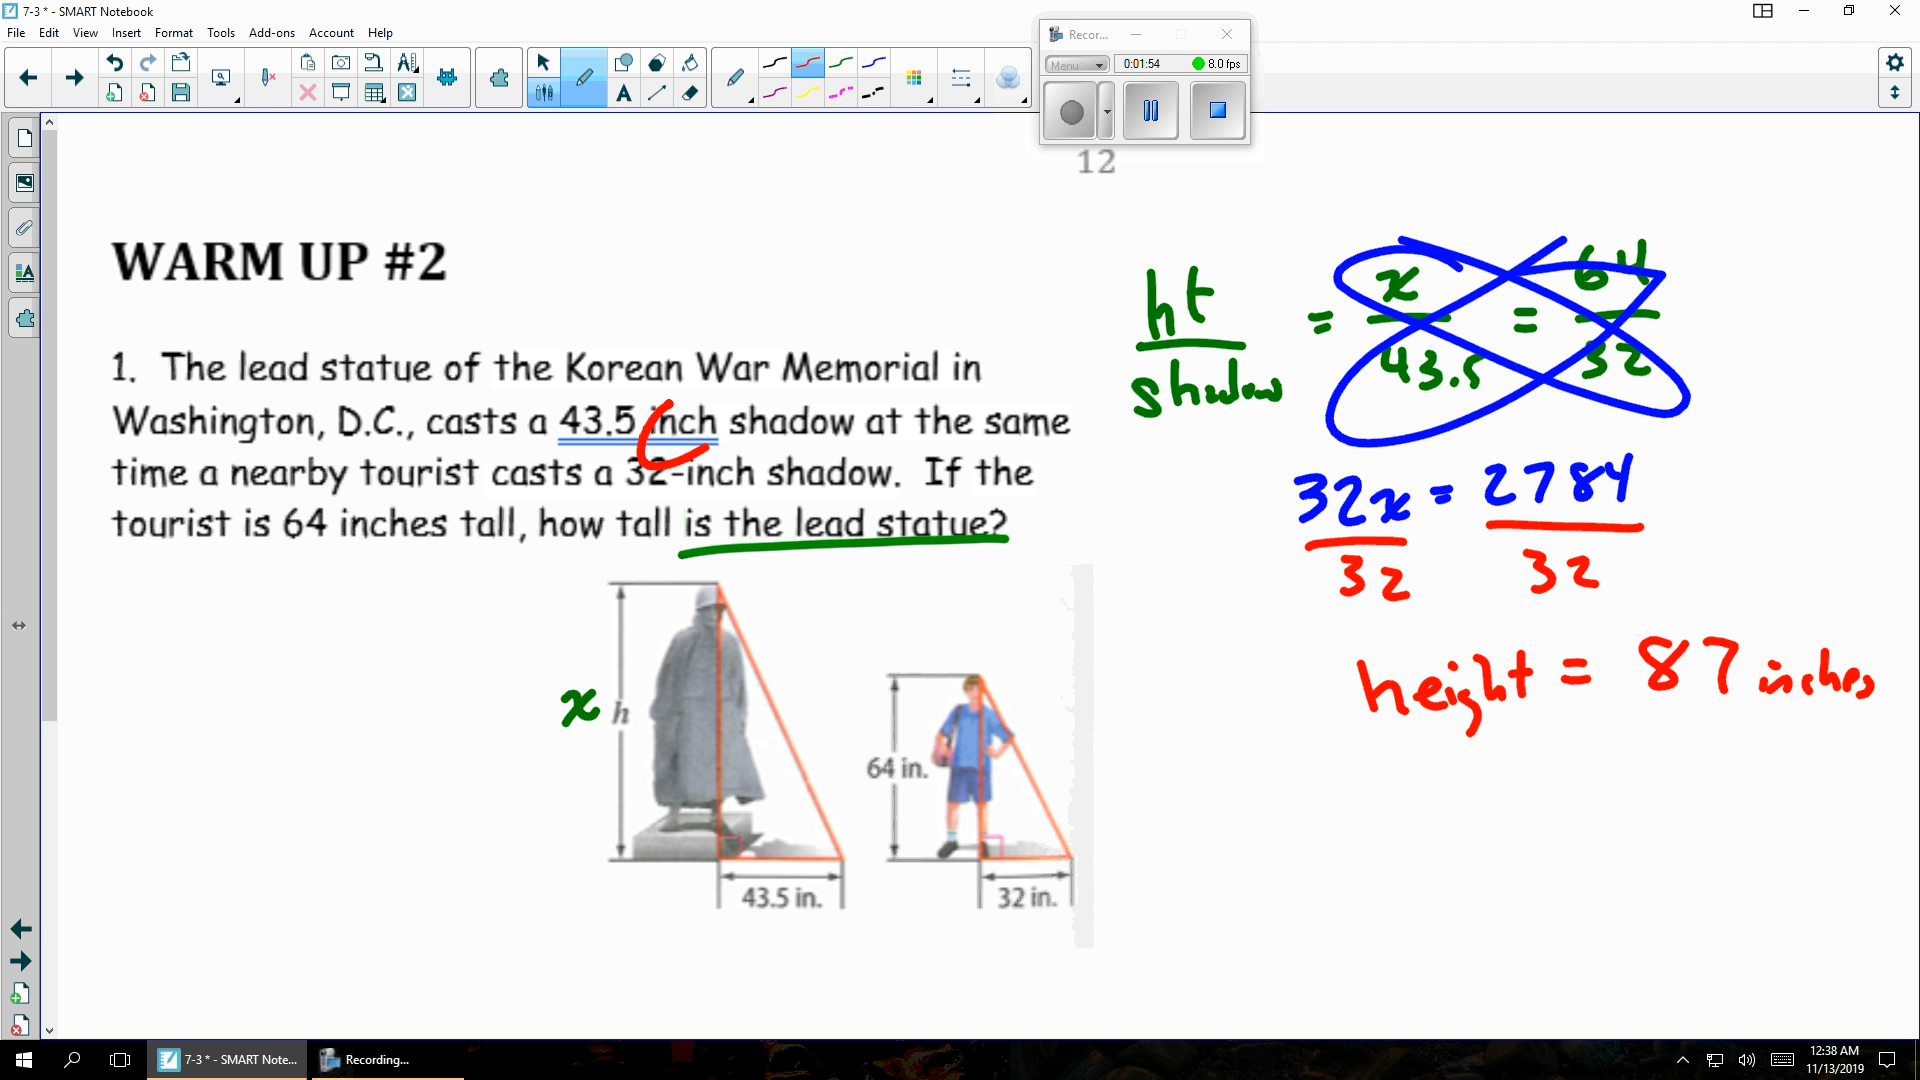 7-3 * - SMART Notebook
File Edit View Insert Format Tools Add-ons Account Help
Recor...
Menu 0:01:54 8.0 fps
12
WARM UP #2
1. The lead statue of the Korean War Memorial in
Washington, D.C., casts a 43.5 inch shadow at the same
time a nearby tourist casts a 32-inch shadow. If the
tourist is 64 inches tall, how tall is the lead statue?
ht/shadow = x/43.5 = 64/32
32x = 2784
32 32
height = 87 inches
x h
64 in.
43.5 in. 32 in.
7-3 * - SMART Note... Recording...
12:38 AM
11/13/2019